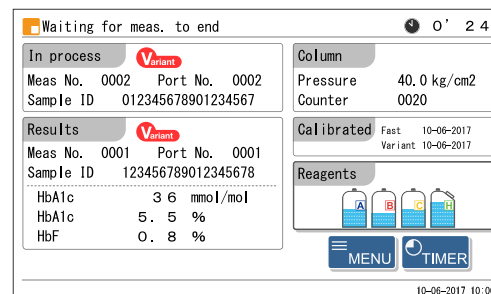 Waiting for meas. to end 0' 24
In process Variant
Meas No. 0002 Port No. 0002
Sample ID 012345678901234567
Results Variant
Meas No. 0001 Port No. 0001
Sample ID 123456789012345678
HbA1c 36 mmol/mol
HbA1c 5.5 %
HbF 0.8 %
Column
Pressure 40.0 kg/cm2
Counter 0020
Calibrated Fast 10-06-2017
Variant 10-06-2017
Reagents
A B C H
MENU TIMER
10-06-2017 10:00